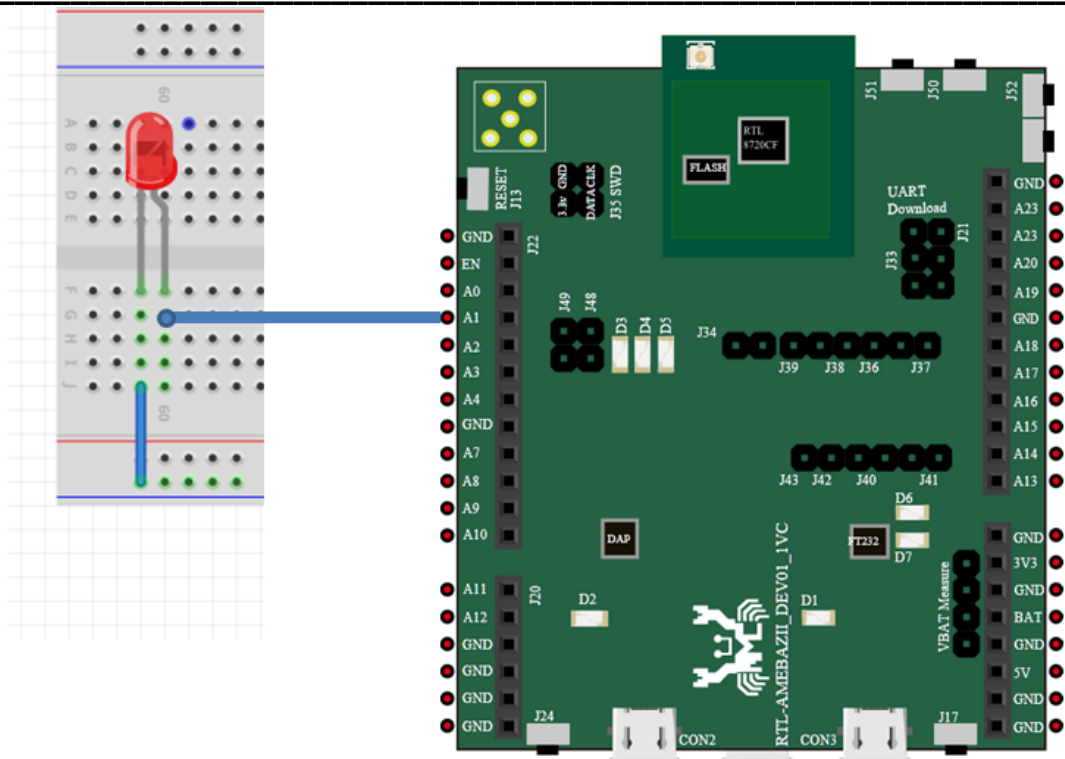 60
A
B
C
D
E
F
G
H
I
J
60
RTL
8720CF
FLASH
J51
J50
J52
RESET
J13
3.3v GND
DATA CLK
J35 SWD
UART
Download
J21
J33
J22
GND
EN
A0
A1
A2
A3
A4
GND
A7
A8
A9
A10
J49
J48
D3
D4
D5
J34
J39
J38
J36
J37
J43
J42
J40
J41
GND
A23
A23
A20
A19
GND
A18
A17
A16
A15
A14
A13
D6
FT232
D7
DAP
J20
A11
A12
GND
GND
GND
GND
D2
D1
RTL-AMEBAZII_DEV01_1VC
VBAT Measure
GND
3V3
GND
BAT
5V
GND
GND
J24
CON2
CON3
J17